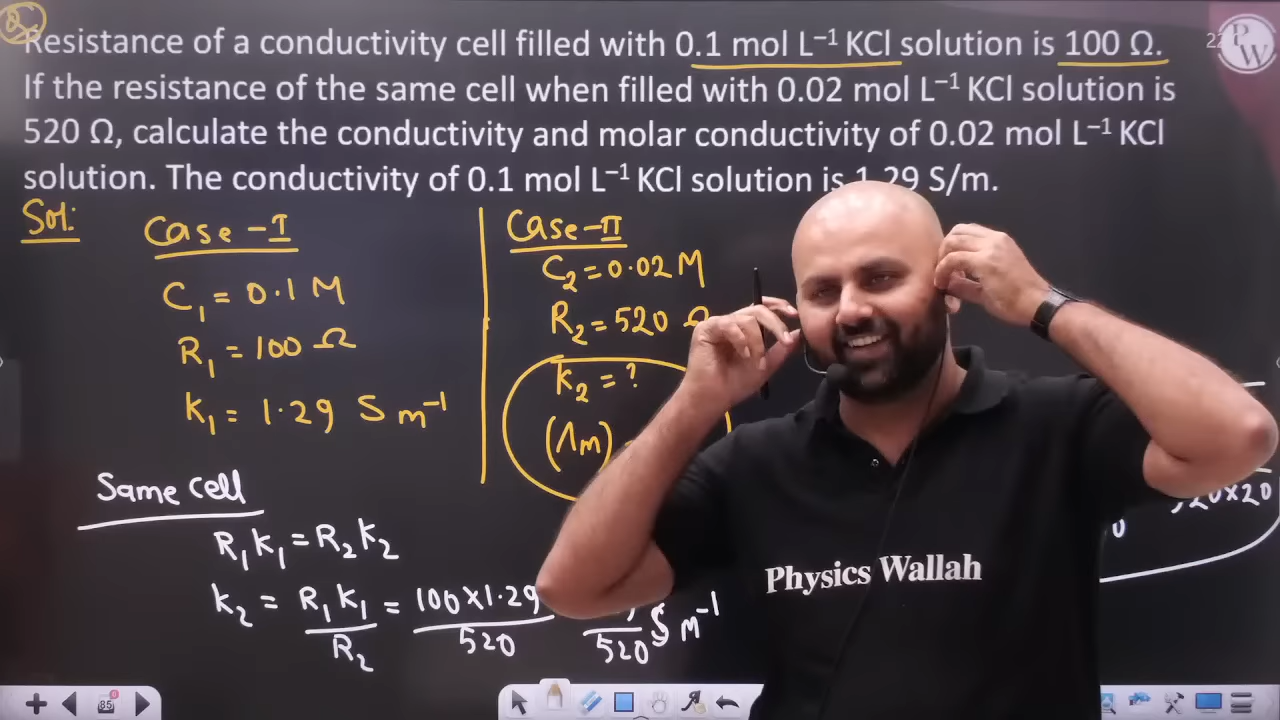 Resistance of a conductivity cell filled with 0.1 mol L⁻¹ KCl solution is 100 Ω.
If the resistance of the same cell when filled with 0.02 mol L⁻¹ KCl solution is
520 Ω, calculate the conductivity and molar conductivity of 0.02 mol L⁻¹ KCl
solution. The conductivity of 0.1 mol L⁻¹ KCl solution is 1.29 S/m.
PW
Sol:
Case-I
C₁ = 0.1 M
R₁ = 100 Ω
K₁ = 1.29 S m⁻¹
Case-II
C₂ = 0.02 M
R₂ = 520 Ω
K₂ = ?
(Λm)
Same cell
R₁K₁ = R₂K₂
K₂ = R₁K₁/R₂ = 100×1.29/520
520 S m⁻¹
Physics Wallah
85